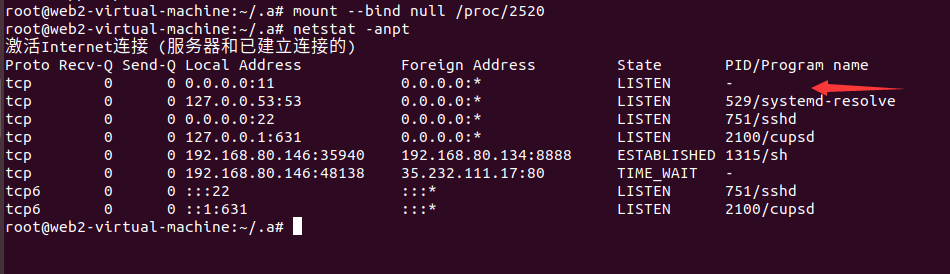 root@web2-virtual-machine:~/.a# mount --bind null /proc/2520
root@web2-virtual-machine:~/.a# netstat -anpt
激活Internet连接 (服务器和已建立连接的)
Proto Recv-Q Send-Q Local Address           Foreign Address         State       PID/Program name
tcp        0      0 0.0.0.0:11              0.0.0.0:*               LISTEN      -
tcp        0      0 127.0.0.53:53           0.0.0.0:*               LISTEN      529/systemd-resolve
tcp        0      0 0.0.0.0:22              0.0.0.0:*               LISTEN      751/sshd
tcp        0      0 127.0.0.1:631           0.0.0.0:*               LISTEN      2100/cupsd
tcp        0      0 192.168.80.146:35940    192.168.80.134:8888     ESTABLISHED 1315/sh
tcp        0      0 192.168.80.146:48138    35.232.111.17:80        TIME_WAIT   -
tcp6       0      0 :::22                   :::*                    LISTEN      751/sshd
tcp6       0      0 ::1:631                 :::*                    LISTEN      2100/cupsd
root@web2-virtual-machine:~/.a#